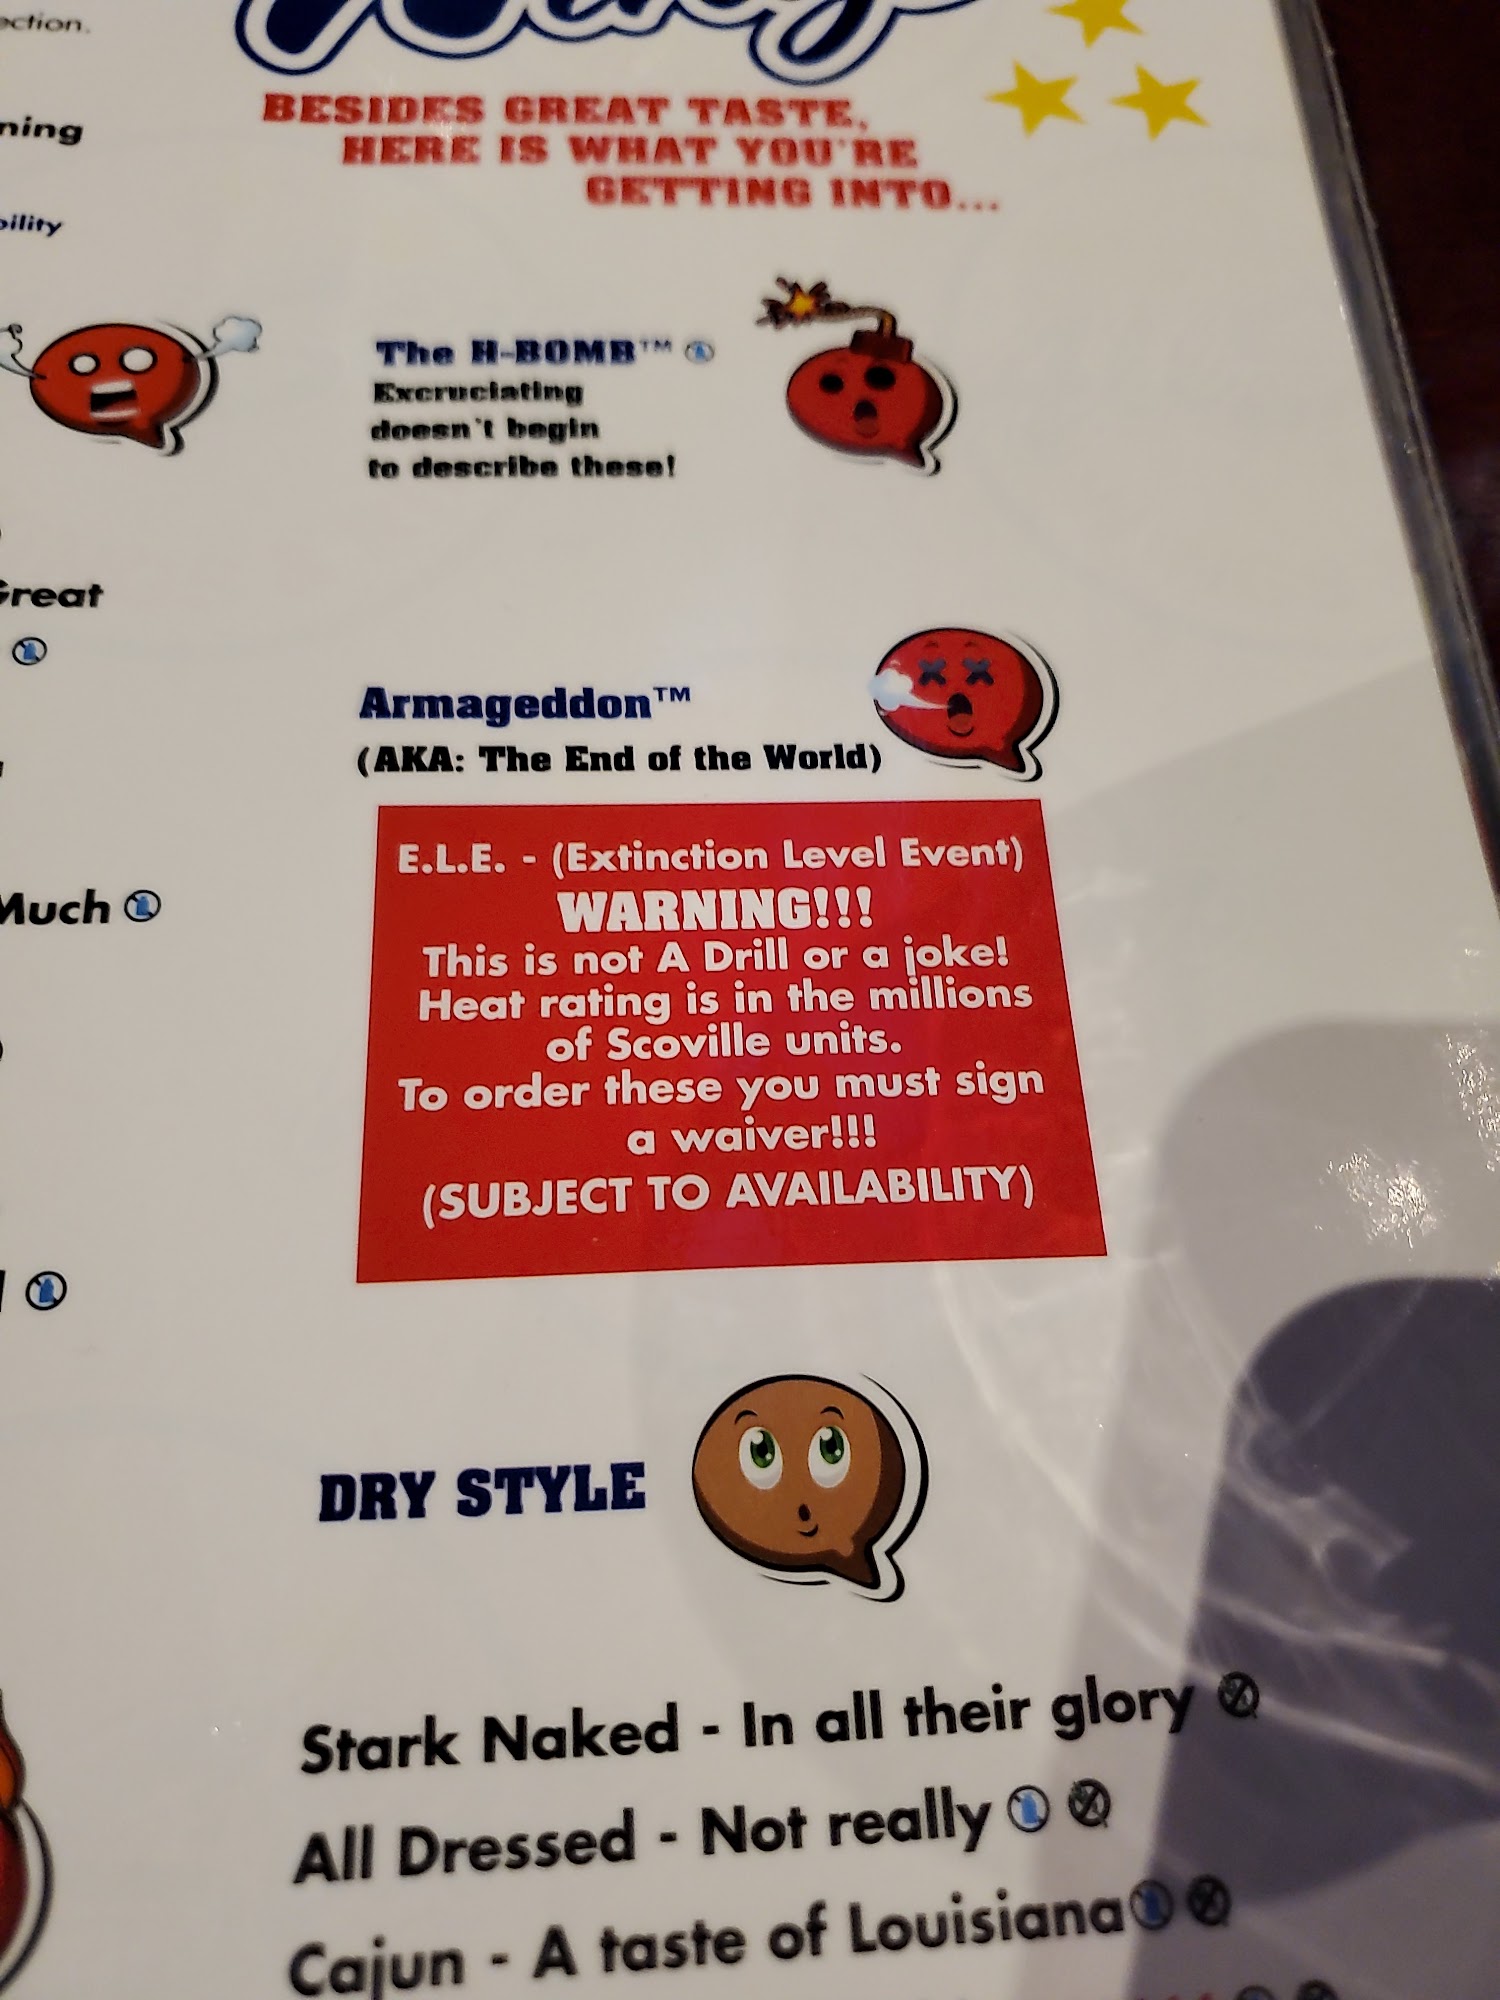 ection.
BESIDES GREAT TASTE,
HERE IS WHAT YOU'RE
GETTING INTO...
ning
bility
The H-BOMB™
Excruciating
doesn't begin
to describe these!
Great
Armageddon™
(AKA: The End of the World)
E.L.E. - (Extinction Level Event)
WARNING!!!
This is not A Drill or a joke!
Heat rating is in the millions
of Scoville units.
To order these you must sign
a waiver!!!
(SUBJECT TO AVAILABILITY)
Much
DRY STYLE
Stark Naked - In all their glory
All Dressed - Not really
Cajun - A taste of Louisiana